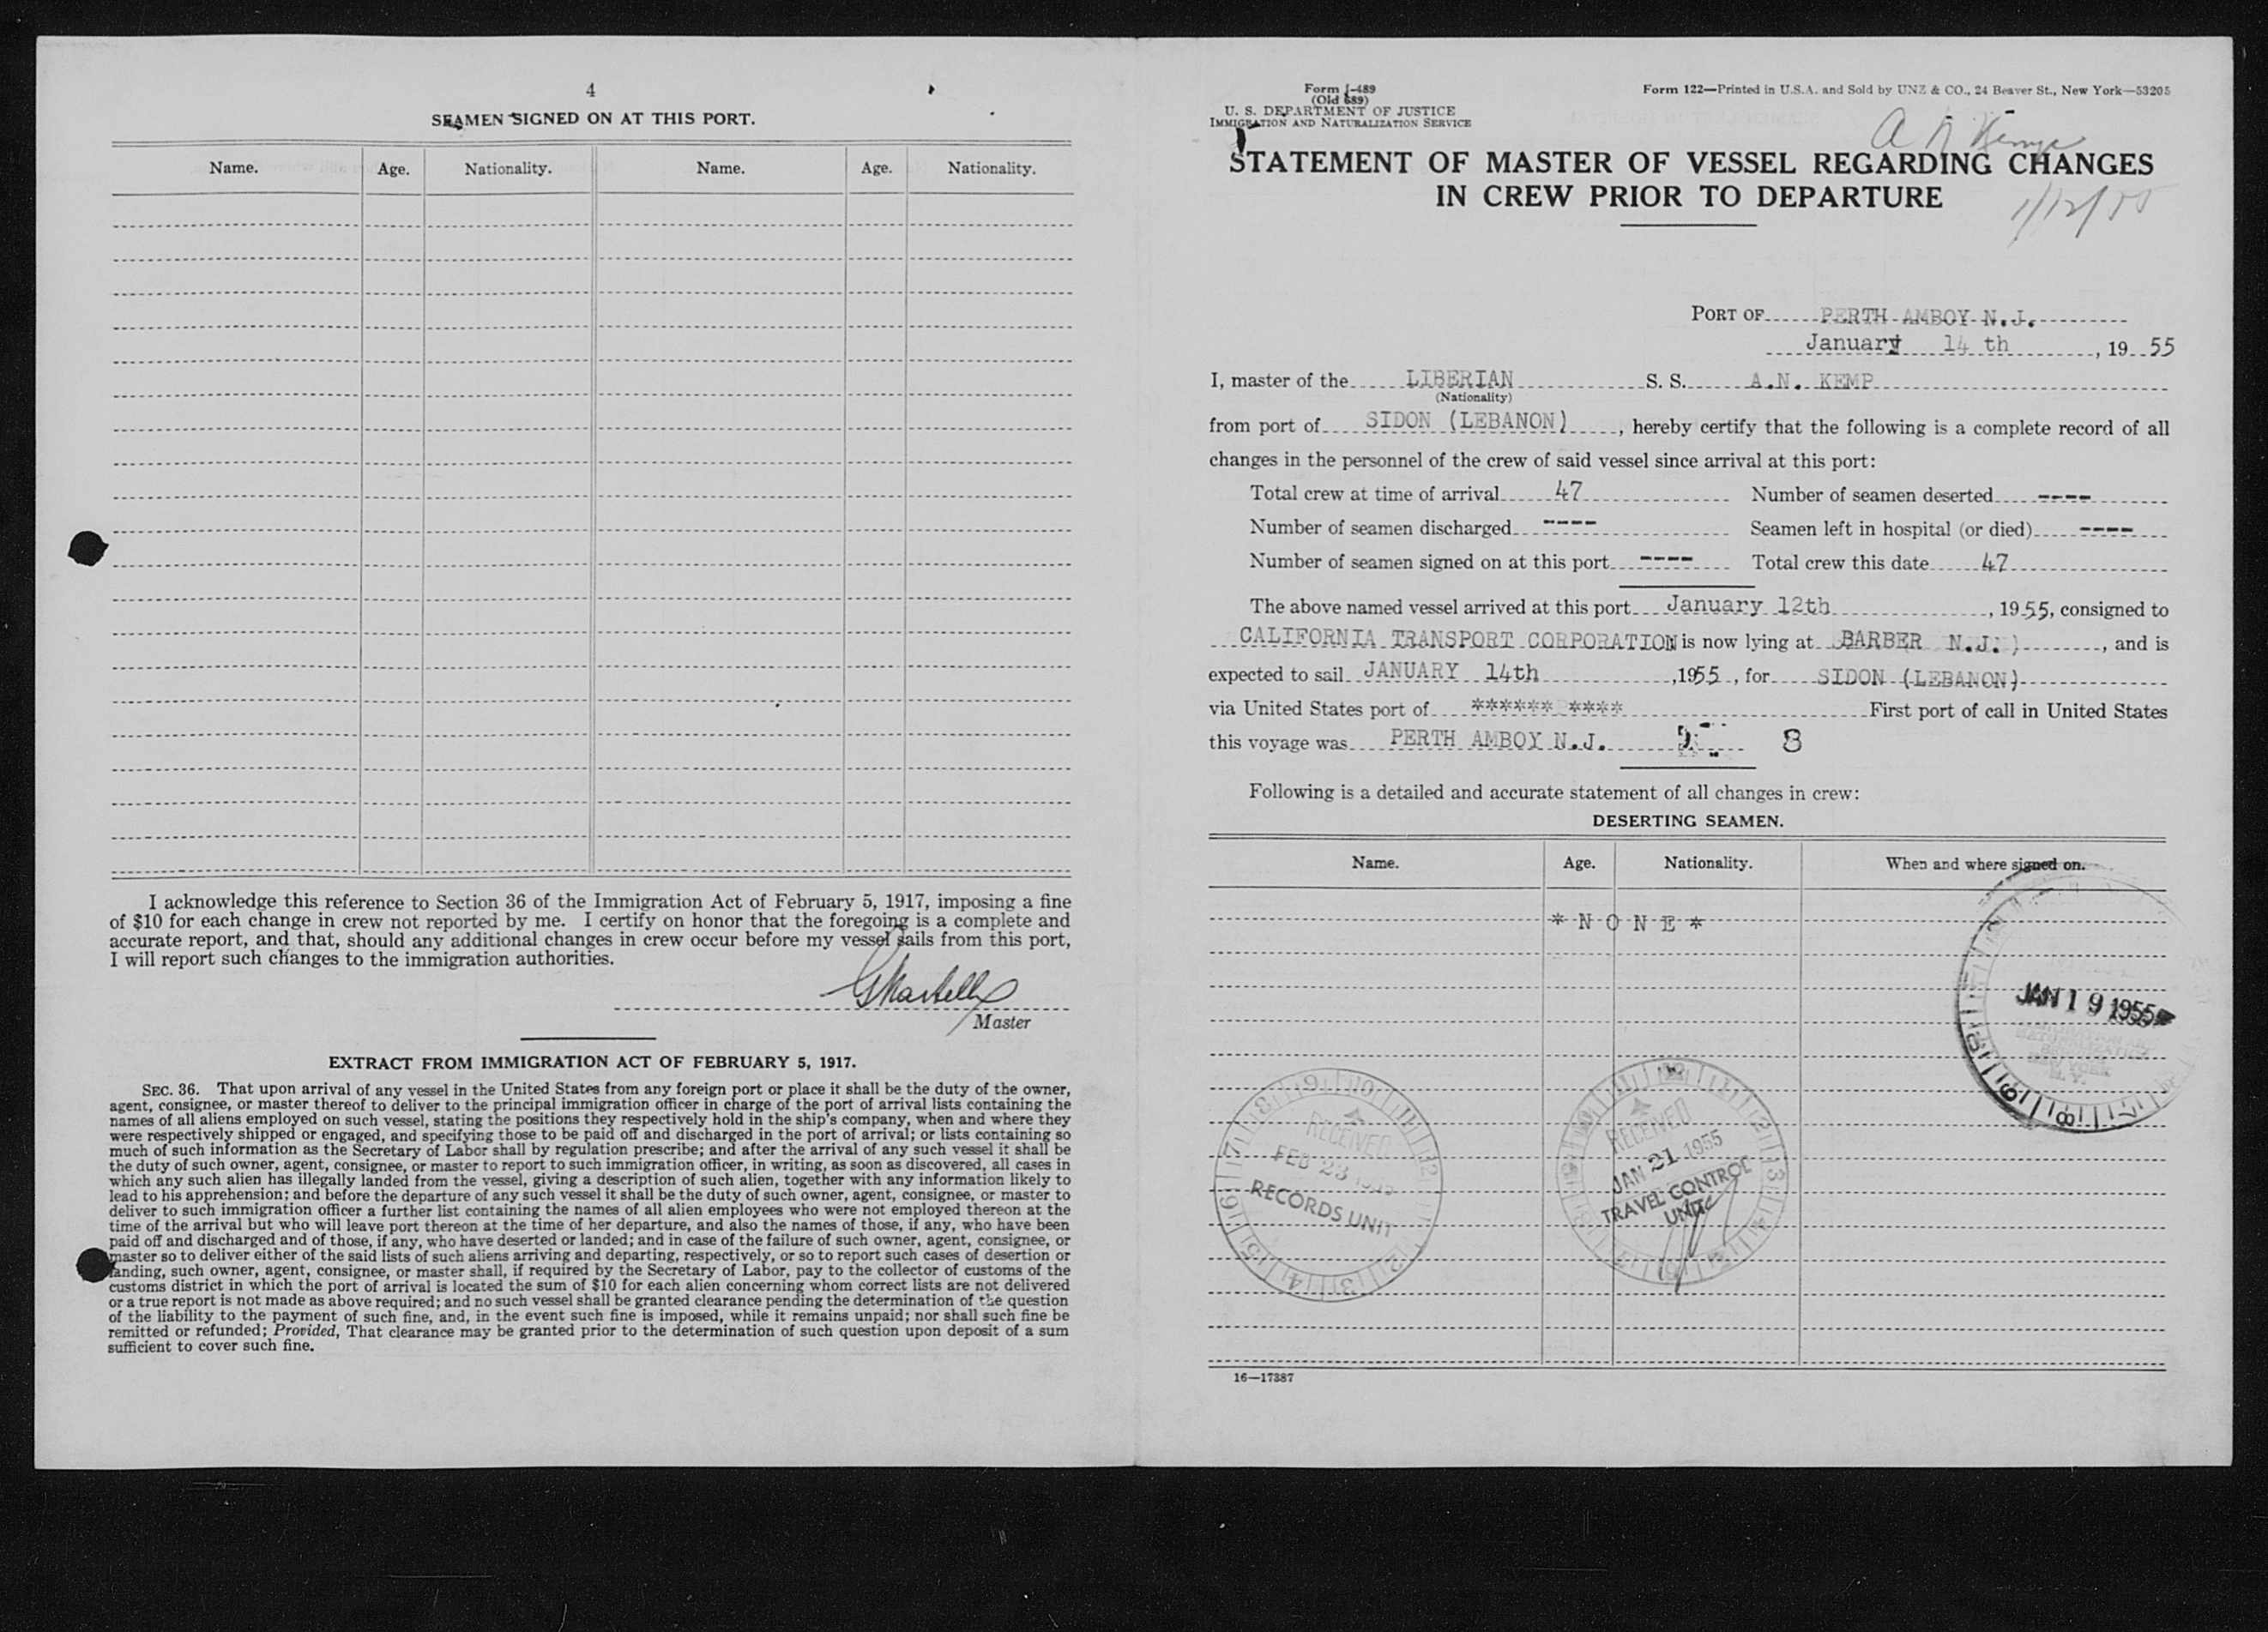 4
SEAMEN SIGNED ON AT THIS PORT.
Name. Age. Nationality. Name. Age. Nationality.
I acknowledge this reference to Section 36 of the Immigration Act of February 5, 1917, imposing a fine
of $10 for each change in crew not reported by me. I certify on honor that the foregoing is a complete and
accurate report, and that, should any additional changes in crew occur before my vessel sails from this port,
I will report such changes to the immigration authorities.
Master
EXTRACT FROM IMMIGRATION ACT OF FEBRUARY 5, 1917.
SEC. 36. That upon arrival of any vessel in the United States from any foreign port or place it shall be the duty of the owner,
agent, consignee, or master thereof to deliver to the principal immigration officer in charge of the port of arrival lists containing the
names of all aliens employed on such vessel, stating the positions they respectively hold in the ship's company, when and where they
were respectively shipped or engaged, and specifying those to be paid off and discharged in the port of arrival; or lists containing so
much of such information as the Secretary of Labor shall by regulation prescribe; and after the arrival of any such vessel it shall be
the duty of such owner, agent, consignee, or master to report to such immigration officer, in writing, as soon as discovered, all cases in
which any such alien has illegally landed from the vessel, giving a description of such alien, together with any information likely to
lead to his apprehension; and before the departure of any such vessel it shall be the duty of such owner, agent, consignee, or master to
deliver to such immigration officer a further list containing the names of all alien employees who were not employed thereon at the
time of the arrival but who will leave port thereon at the time of her departure, and also the names of those, if any, who have been
paid off and discharged and of those, if any, who have deserted or landed; and in case of the failure of such owner, agent, consignee, or
master so to deliver either of the said lists of such aliens arriving and departing, respectively, or so to report such cases of desertion or
landing, such owner, agent, consignee, or master shall, if required by the Secretary of Labor, pay to the collector of customs of the
customs district in which the port of arrival is located the sum of $10 for each alien concerning whom correct lists are not delivered
or a true report is not made as above required; and no such vessel shall be granted clearance pending the determination of the question
of the liability to the payment of such fine, and, in the event such fine is imposed, while it remains unpaid; nor shall such fine be
remitted or refunded; Provided, That clearance may be granted prior to the determination of such question upon deposit of a sum
sufficient to cover such fine.
Form I-489
(Old 689)
U. S. DEPARTMENT OF JUSTICE
IMMIGRATION AND NATURALIZATION SERVICE
Form 122—Printed in U.S.A. and Sold by UNZ & CO., 24 Beaver St., New York—53205
A N Kemp
STATEMENT OF MASTER OF VESSEL REGARDING CHANGES
IN CREW PRIOR TO DEPARTURE
1/12/55
PORT OF PERTH AMBOY N.J.
January 14 th, 19 55
I, master of the LIBERIAN S. S. A.N. KEMP
(Nationality)
from port of SIDON (LEBANON), hereby certify that the following is a complete record of all
changes in the personnel of the crew of said vessel since arrival at this port:
Total crew at time of arrival 47 Number of seamen deserted ----
Number of seamen discharged ---- Seamen left in hospital (or died) ----
Number of seamen signed on at this port ---- Total crew this date 47
The above named vessel arrived at this port January 12th, 1955, consigned to
CALIFORNIA TRANSPORT CORPORATION is now lying at BARBER N.J. ), and is
expected to sail JANUARY 14th ,1955, for SIDON (LEBANON)
via United States port of ****** **** First port of call in United States
this voyage was PERTH AMBOY N.J. 8
Following is a detailed and accurate statement of all changes in crew:
DESERTING SEAMEN.
Name. Age. Nationality. When and where signed on.
* N O N E *
JAN 19 1955
RECEIVED
FEB 23 1955
RECORDS UNIT
RECEIVED
JAN 21 1955
TRAVEL CONTROL
UNIT
16—17387